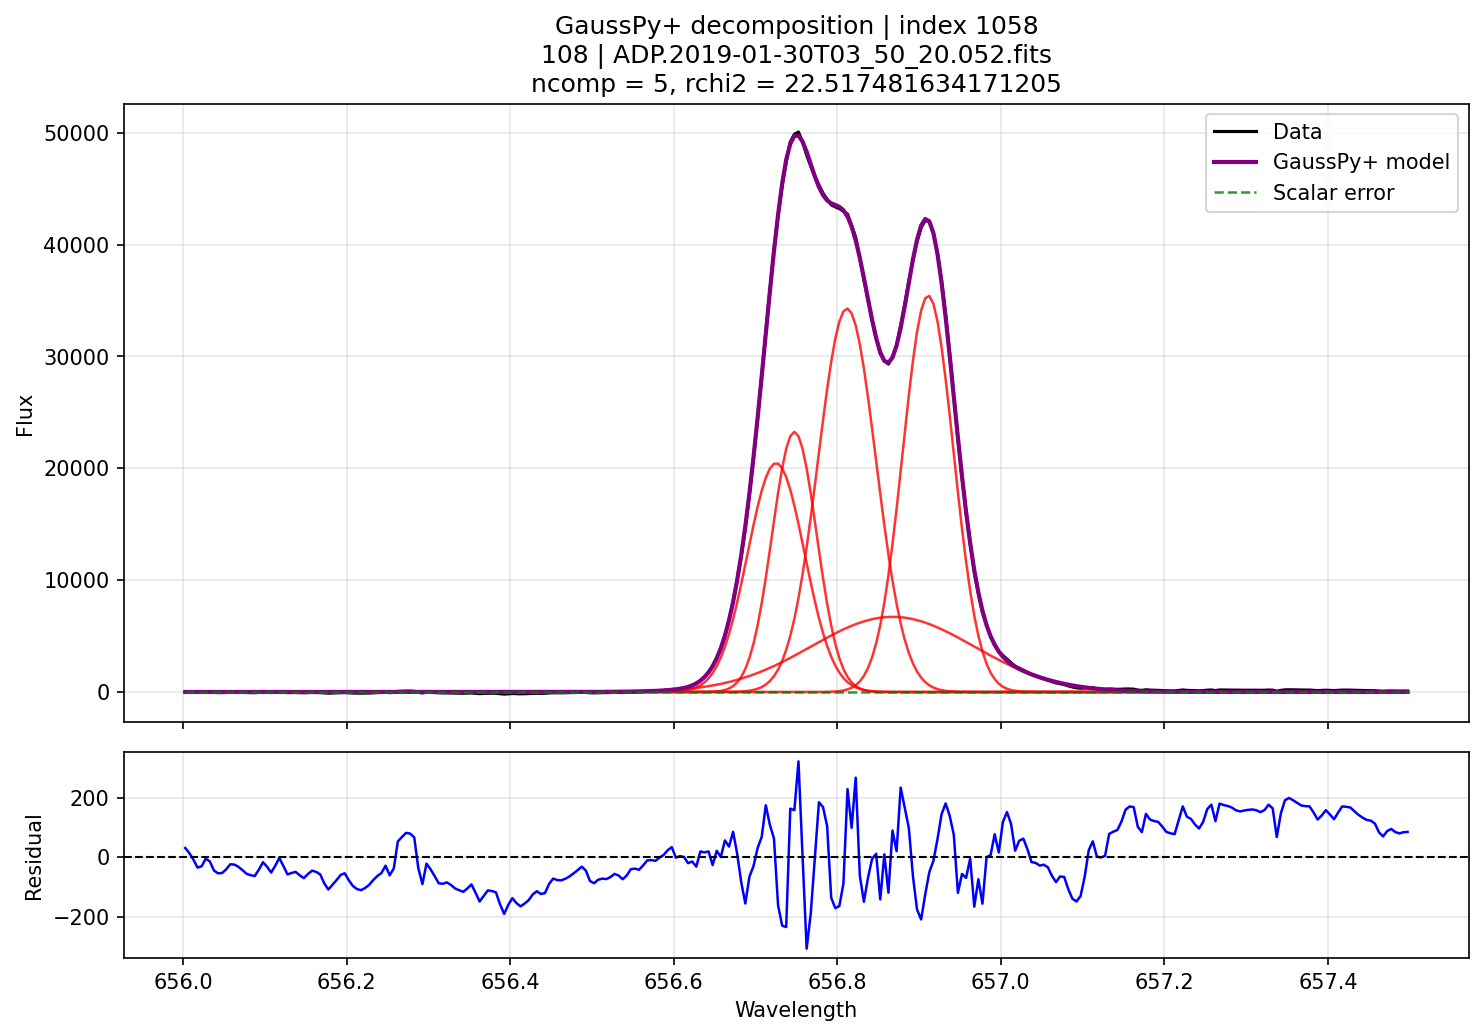 GaussPy+ decomposition | index 1058
108 | ADP.2019-01-30T03_50_20.052.fits
ncomp = 5, rchi2 = 22.517481634171205
Data
GaussPy+ model
Scalar error
50000
40000
30000
20000
10000
0
Flux
200
0
−200
Residual
656.0 656.2 656.4 656.6 656.8 657.0 657.2 657.4
Wavelength